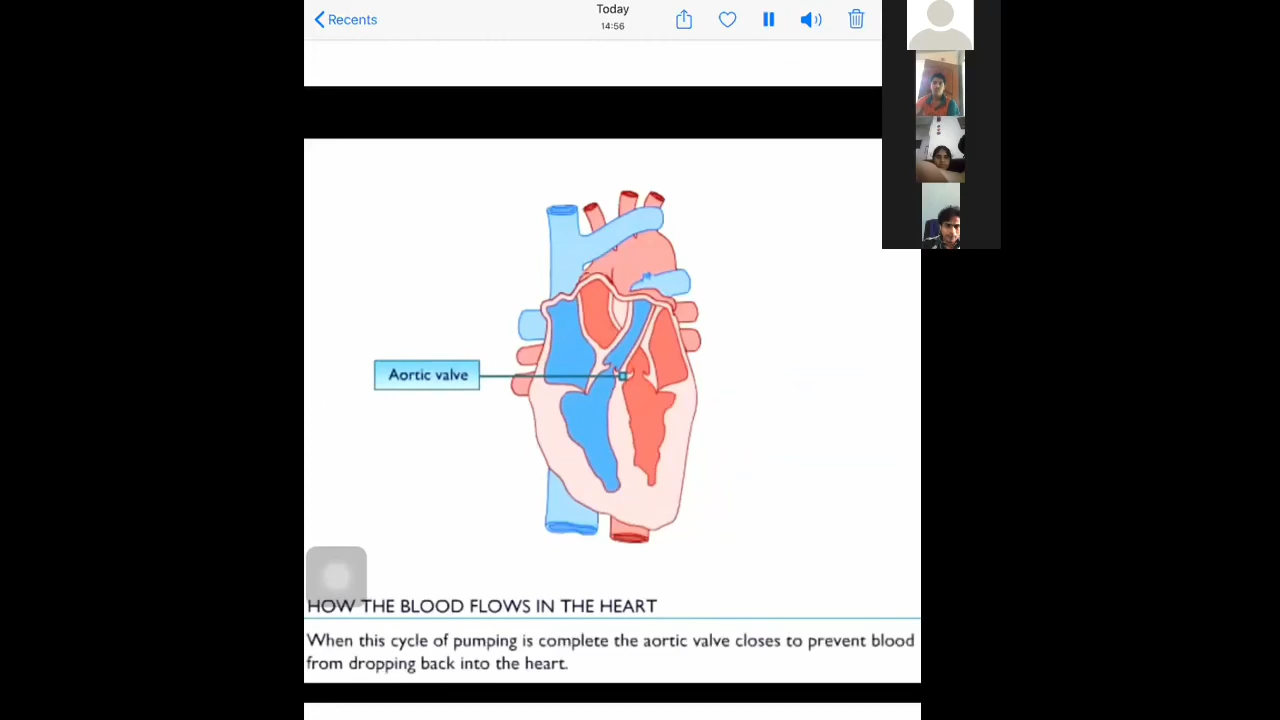 Recents
Today
14:56
Aortic valve
HOW THE BLOOD FLOWS IN THE HEART
When this cycle of pumping is complete the aortic valve closes to prevent blood
from dropping back into the heart.